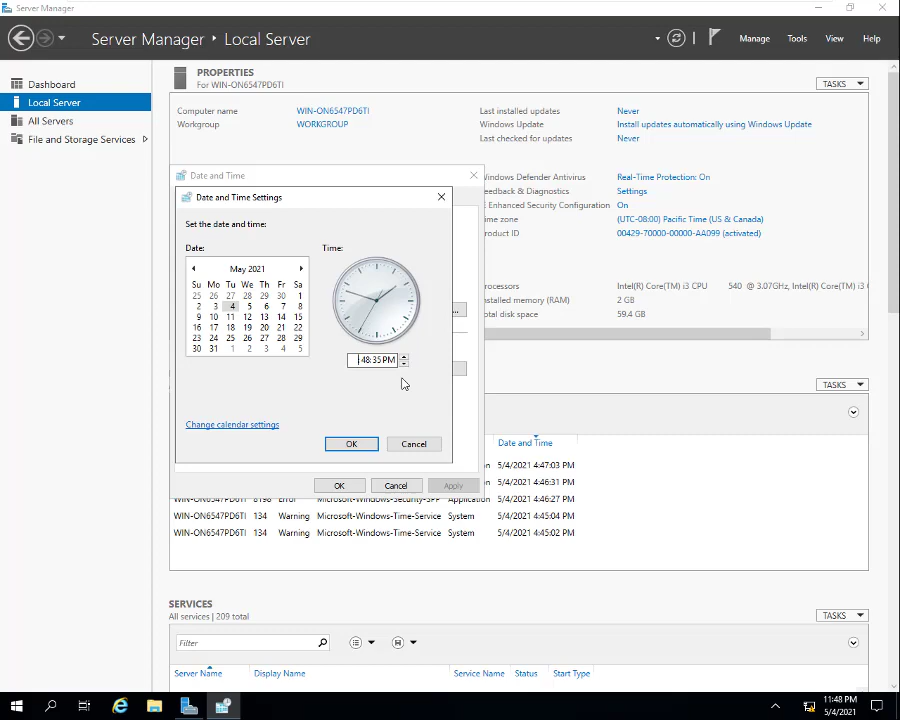 Server Manager
Server Manager ‣ Local Server
Manage Tools View Help
Dashboard
Local Server
All Servers
File and Storage Services
PROPERTIES
For WIN-ON6547PD6TI
TASKS
Computer name WIN-ON6547PD6TI
Workgroup WORKGROUP
Last installed updates Never
Windows Update Install updates automatically using Windows Update
Last checked for updates Never
Windows Defender Antivirus Real-Time Protection: On
Feedback & Diagnostics Settings
E Enhanced Security Configuration On
Time zone (UTC-08:00) Pacific Time (US & Canada)
Product ID 00429-70000-00000-AA099 (activated)
ocessors Intel(R) Core(TM) i3 CPU 540 @ 3.07GHz, Intel(R) Core(TM) i3
nstalled memory (RAM) 2 GB
otal disk space 59.4 GB
Date and Time
Date and Time Settings
Set the date and time:
Date:
Time:
May 2021
Su Mo Tu We Th Fr Sa
25 26 27 28 29 30 1
2 3 4 5 6 7 8
9 10 11 12 13 14 15
16 17 18 19 20 21 22
23 24 25 26 27 28 29
30 31 1 2 3 4 5
48:35 PM
Change calendar settings
OK Cancel
OK Cancel Apply
...
TASKS
Date and Time
on 5/4/2021 4:47:03 PM
5/4/2021 4:46:31 PM
WIN-ON6547PD6TI 8198 Error Microsoft-Windows-Security-SPP Application 5/4/2021 4:46:27 PM
WIN-ON6547PD6TI 134 Warning Microsoft-Windows-Time-Service System 5/4/2021 4:45:04 PM
WIN-ON6547PD6TI 134 Warning Microsoft-Windows-Time-Service System 5/4/2021 4:45:02 PM
SERVICES
All services | 209 total
TASKS
Filter
Server Name Display Name Service Name Status Start Type
11:48 PM
5/4/2021